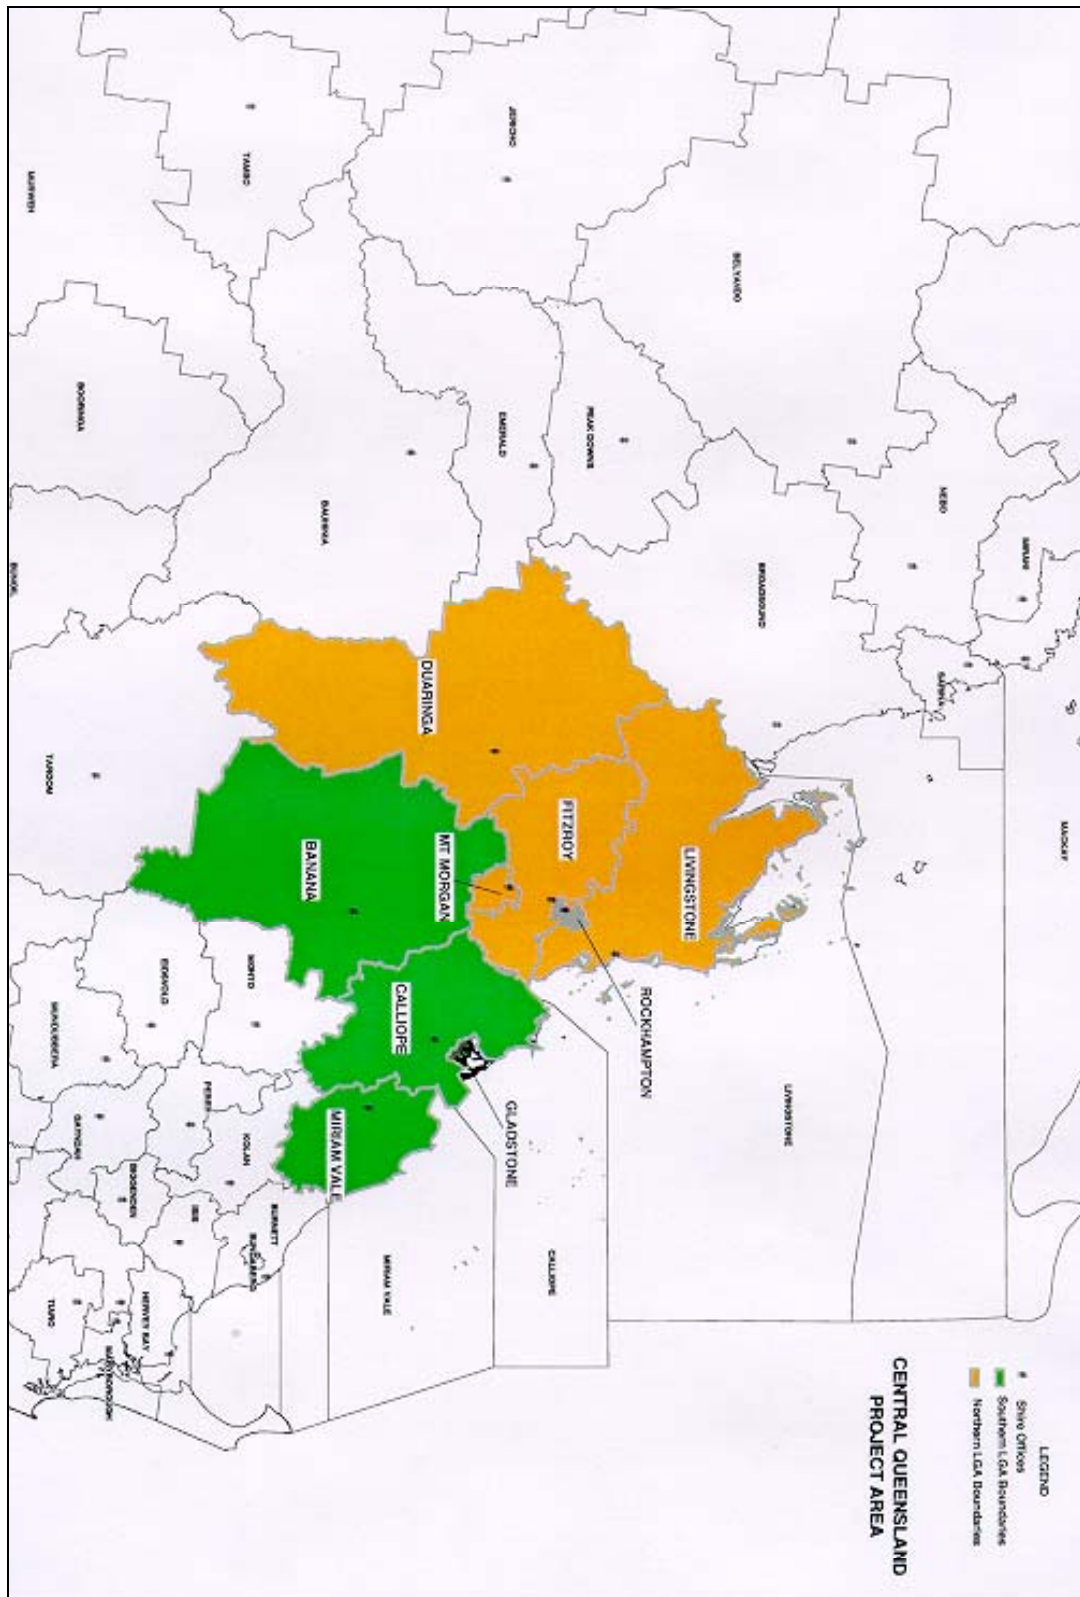 MACKAY
LEGEND
MIRANI
Shire Offices
Southern LGA Boundaries
Northern LGA Boundaries
NEBO
SARINA
CENTRAL QUEENSLAND
PROJECT AREA
LIVINGSTONE
BROADSOUND
BELYANDO
LIVINGSTONE
ROCKHAMPTON
PEAK DOWNS
FITZROY
CALLIOPE
JERICHO
GLADSTONE
EMERALD
MT MORGAN
DUARINGA
CALLIOPE
MIRIAM VALE
MIRIAM VALE
BAUHINIA
BANANA
BURNETT
BUNDABERG
MONTO
TAMBO
KOLAN
PERRY
ISIS
EIDSVOLD
HERVEY BAY
BIGGENDEN
MARYBOROUGH
BOORINGA
GAYNDAH
MUNDUBBERA
TIARO
TAROOM
MURWEH